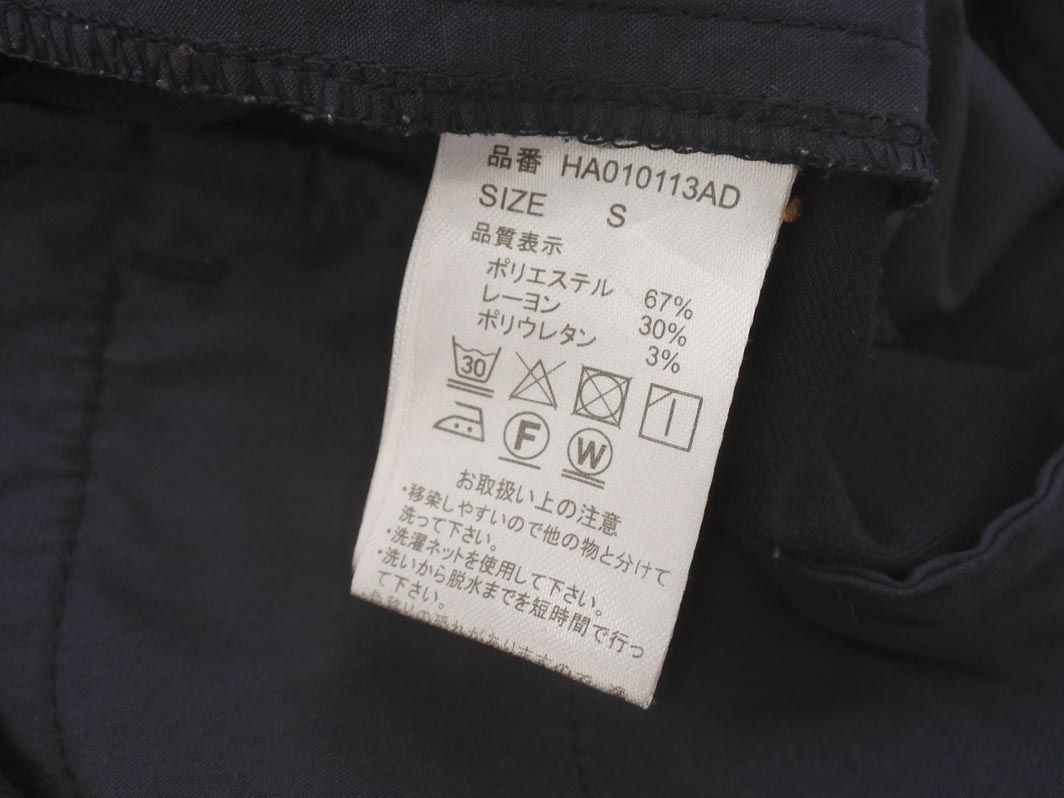 品番 HA010113AD
SIZE S
品質表示
ポリエステル 67%
レーヨン 30%
ポリウレタン 3%
30
F W
お取扱い上の注意
・移染しやすいので他の物と分けて
洗って下さい。
・洗濯ネットを使用して下さい。
・洗いから脱水までを短時間で行っ
て下さい。